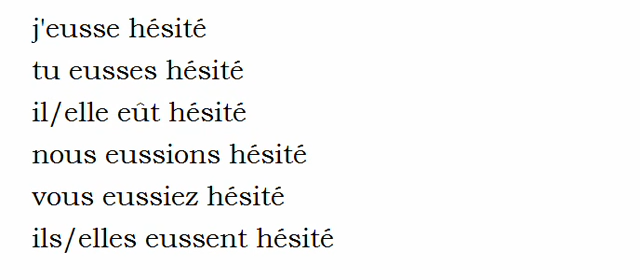 j'eusse hésité
tu eusses hésité
il/elle eût hésité
nous eussions hésité
vous eussiez hésité
ils/elles eussent hésité